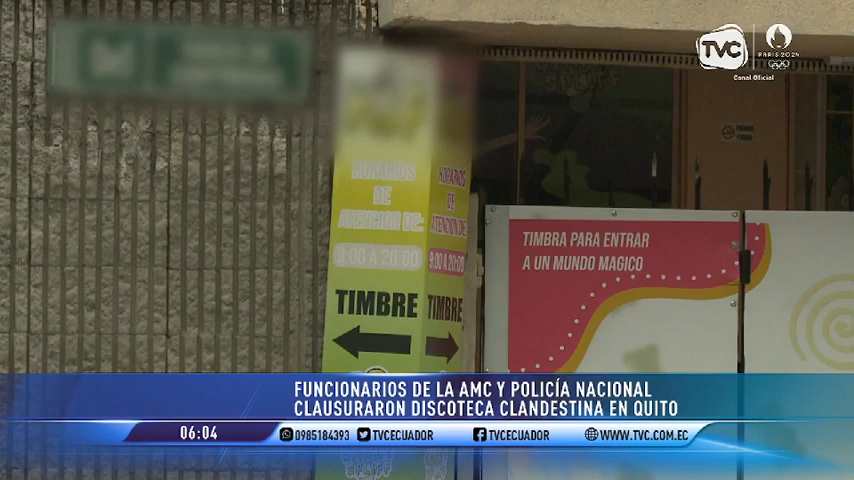 TVC
Canal Oficial
PARIS 2024
HORARIOS
DE
ATENCION DE:
9:00 A 20:00
TIMBRE
HORARIOS
DE
ATENCION DE:
9:00 A 20:00
TIMBRE
TIMBRA PARA ENTRAR
A UN MUNDO MAGICO
FUNCIONARIOS DE LA AMC Y POLICÍA NACIONAL
CLAUSURARON DISCOTECA CLANDESTINA EN QUITO
06:04
0985184393 TVCECUADOR TVCECUADOR WWW.TVC.COM.EC